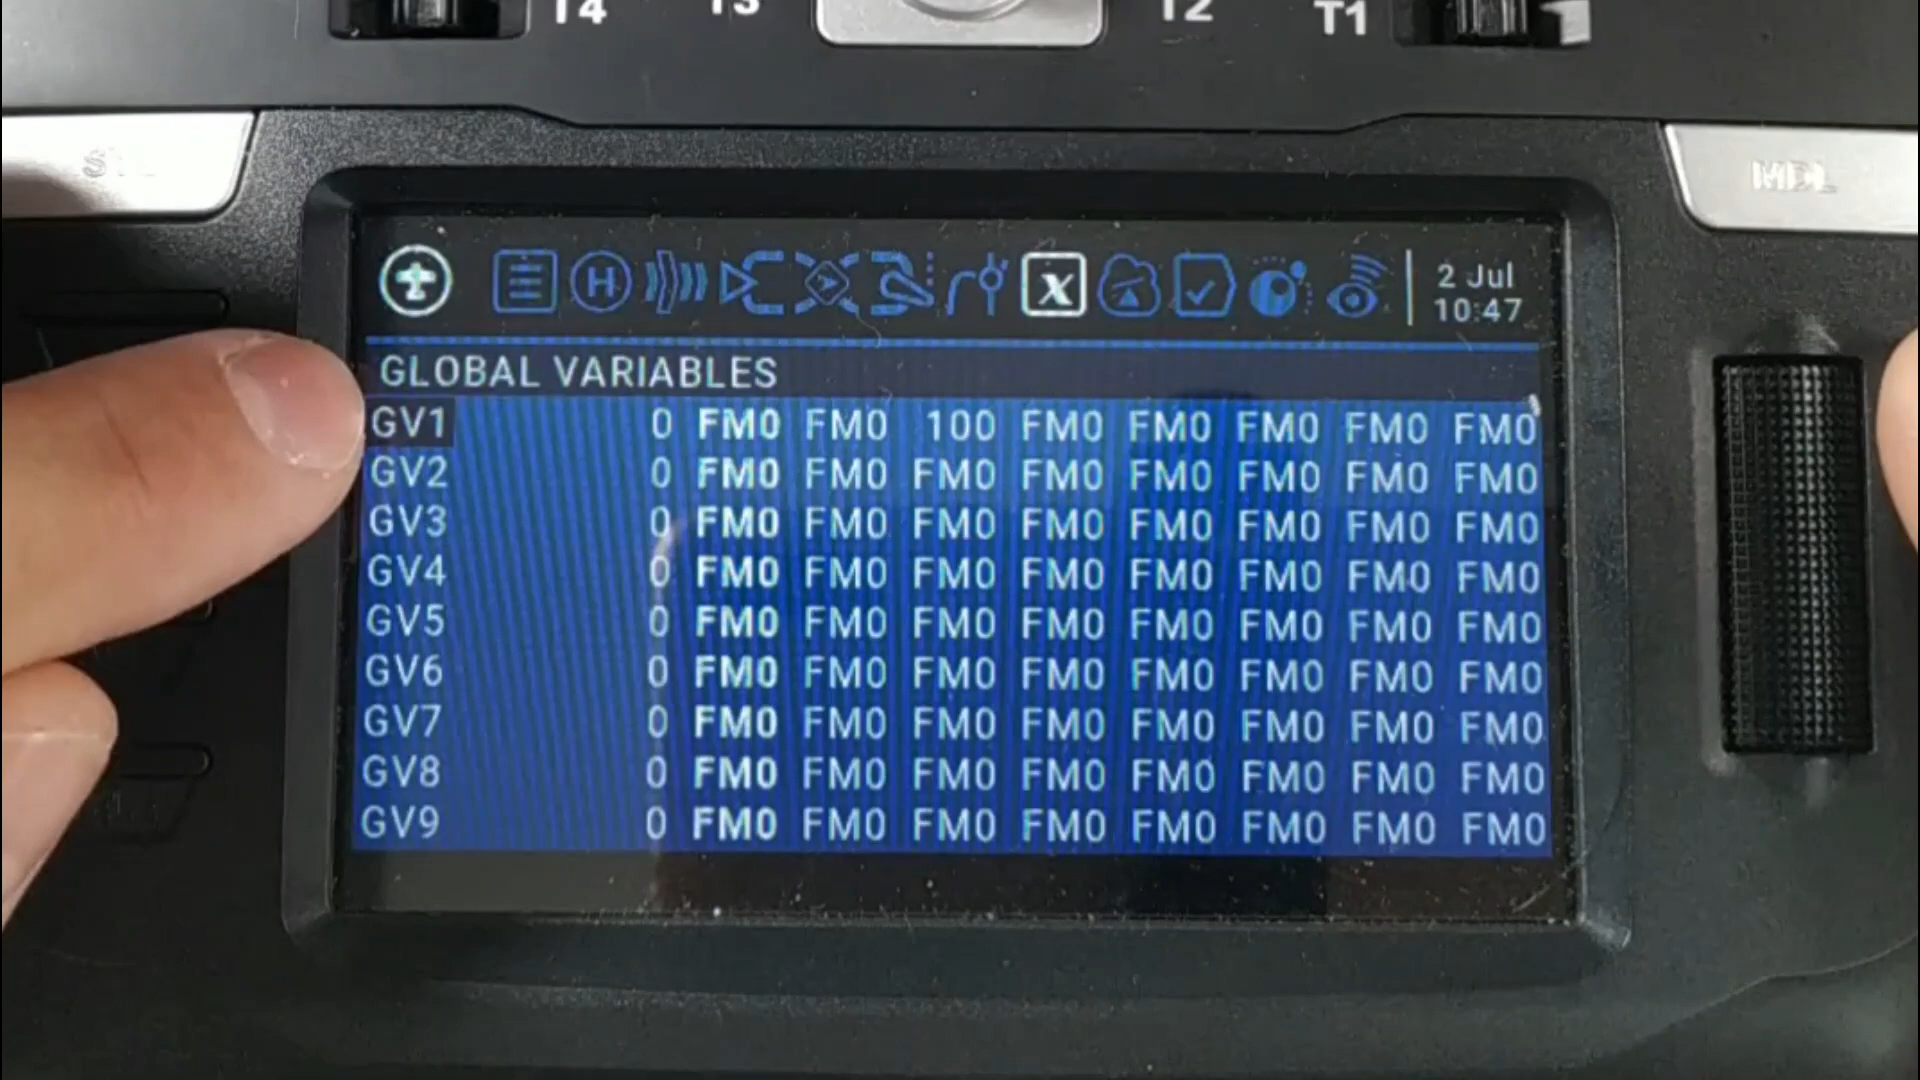 T4 T3 T2 T1
MDL
2 Jul
10:47
GLOBAL VARIABLES
GV1 0 FM0 FM0 100 FM0 FM0 FM0 FM0 FM0
GV2 0 FM0 FM0 FM0 FM0 FM0 FM0 FM0 FM0
GV3 0 FM0 FM0 FM0 FM0 FM0 FM0 FM0 FM0
GV4 0 FM0 FM0 FM0 FM0 FM0 FM0 FM0 FM0
GV5 0 FM0 FM0 FM0 FM0 FM0 FM0 FM0 FM0
GV6 0 FM0 FM0 FM0 FM0 FM0 FM0 FM0 FM0
GV7 0 FM0 FM0 FM0 FM0 FM0 FM0 FM0 FM0
GV8 0 FM0 FM0 FM0 FM0 FM0 FM0 FM0 FM0
GV9 0 FM0 FM0 FM0 FM0 FM0 FM0 FM0 FM0